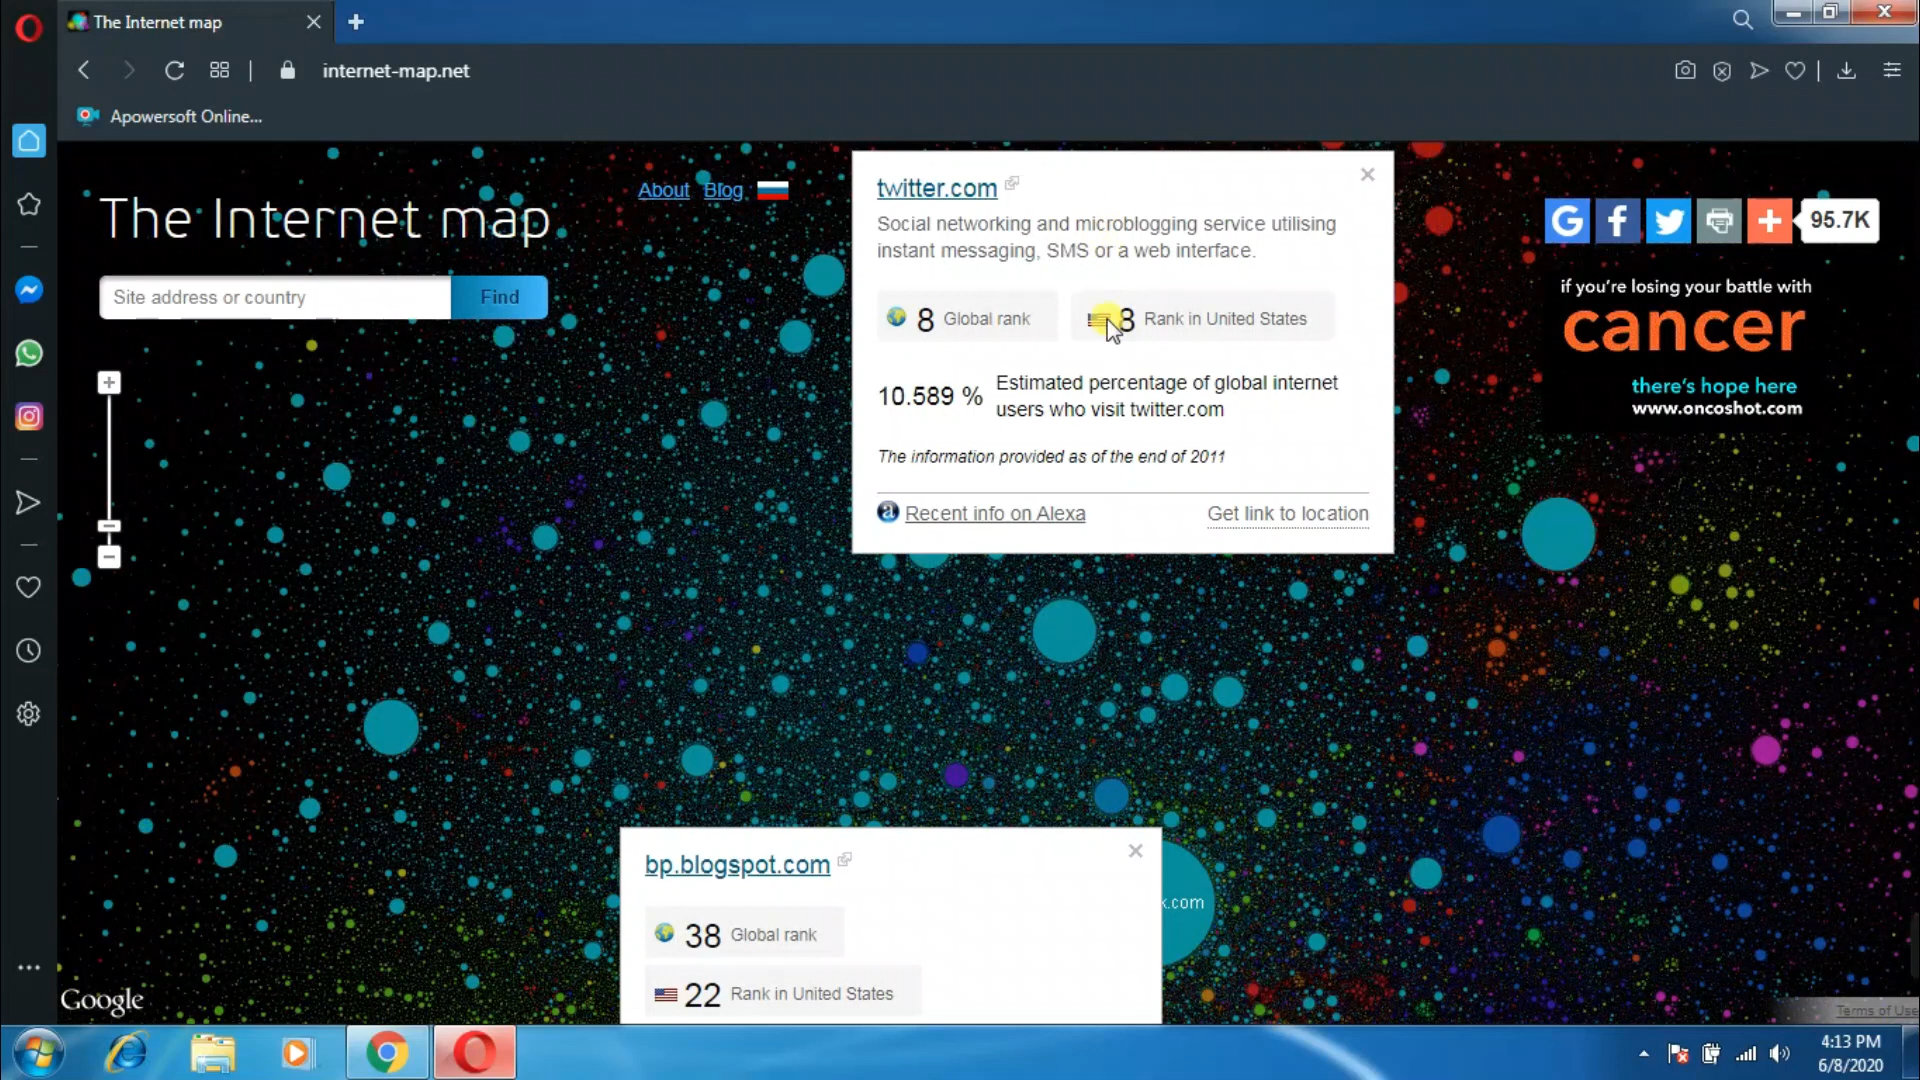 The Internet map
internet-map.net
Apowersoft Online...
The Internet map
About Blog
Site address or country
Find
twitter.com
Social networking and microblogging service utilising
instant messaging, SMS or a web interface.
8 Global rank
8 Rank in United States
10.589 %
Estimated percentage of global internet
users who visit twitter.com
The information provided as of the end of 2011
Recent info on Alexa
Get link to location
95.7K
if you're losing your battle with
cancer
there's hope here
www.oncoshot.com
bp.blogspot.com
38 Global rank
22 Rank in United States
k.com
Google
Terms of Use
4:13 PM
6/8/2020